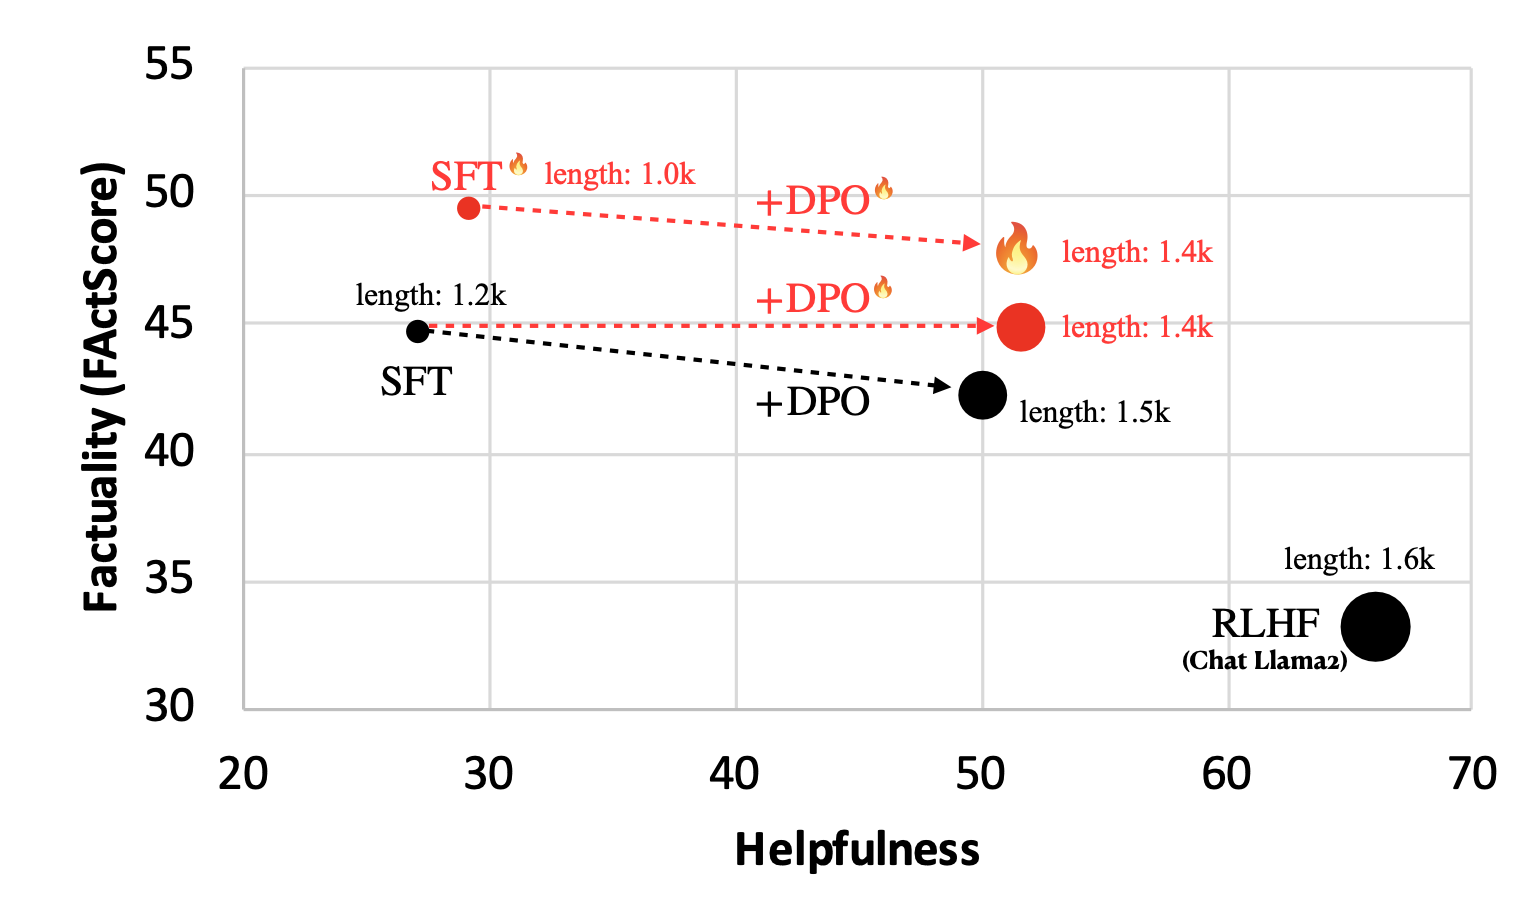 55
50
45
40
35
30
Factuality (FActScore)
SFT🔥 length: 1.0k
+DPO🔥
🔥 length: 1.4k
length: 1.2k
+DPO🔥
length: 1.4k
SFT
+DPO
length: 1.5k
length: 1.6k
RLHF
(Chat Llama2)
20 30 40 50 60 70
Helpfulness